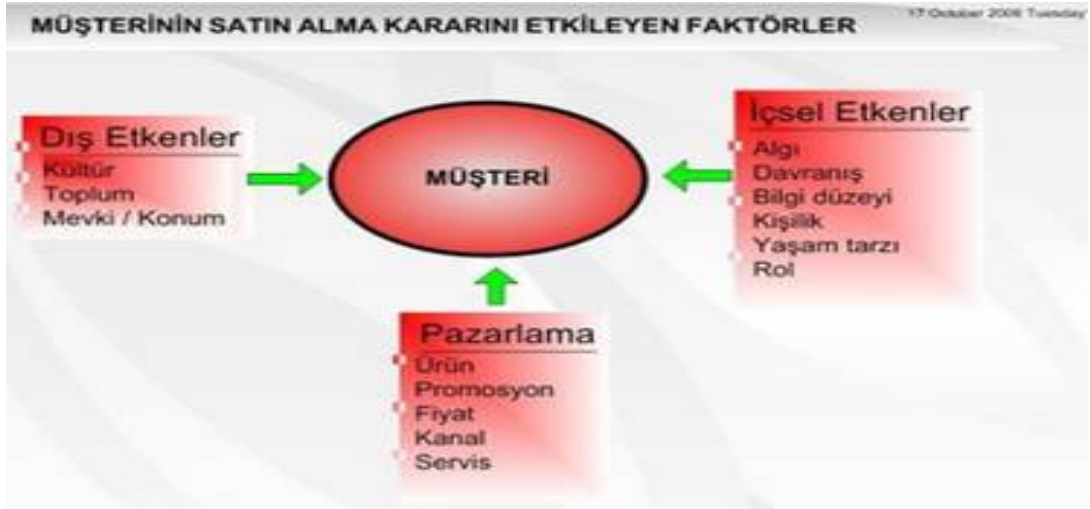 MÜŞTERİNİN SATIN ALMA KARARINI ETKİLEYEN FAKTÖRLER
17 October 2006 Tuesday
Dış Etkenler
Kültür
Toplum
Mevki / Konum
MÜŞTERİ
İçsel Etkenler
Algı
Davranış
Bilgi düzeyi
Kişilik
Yaşam tarzı
Rol
Pazarlama
Ürün
Promosyon
Fiyat
Kanal
Servis